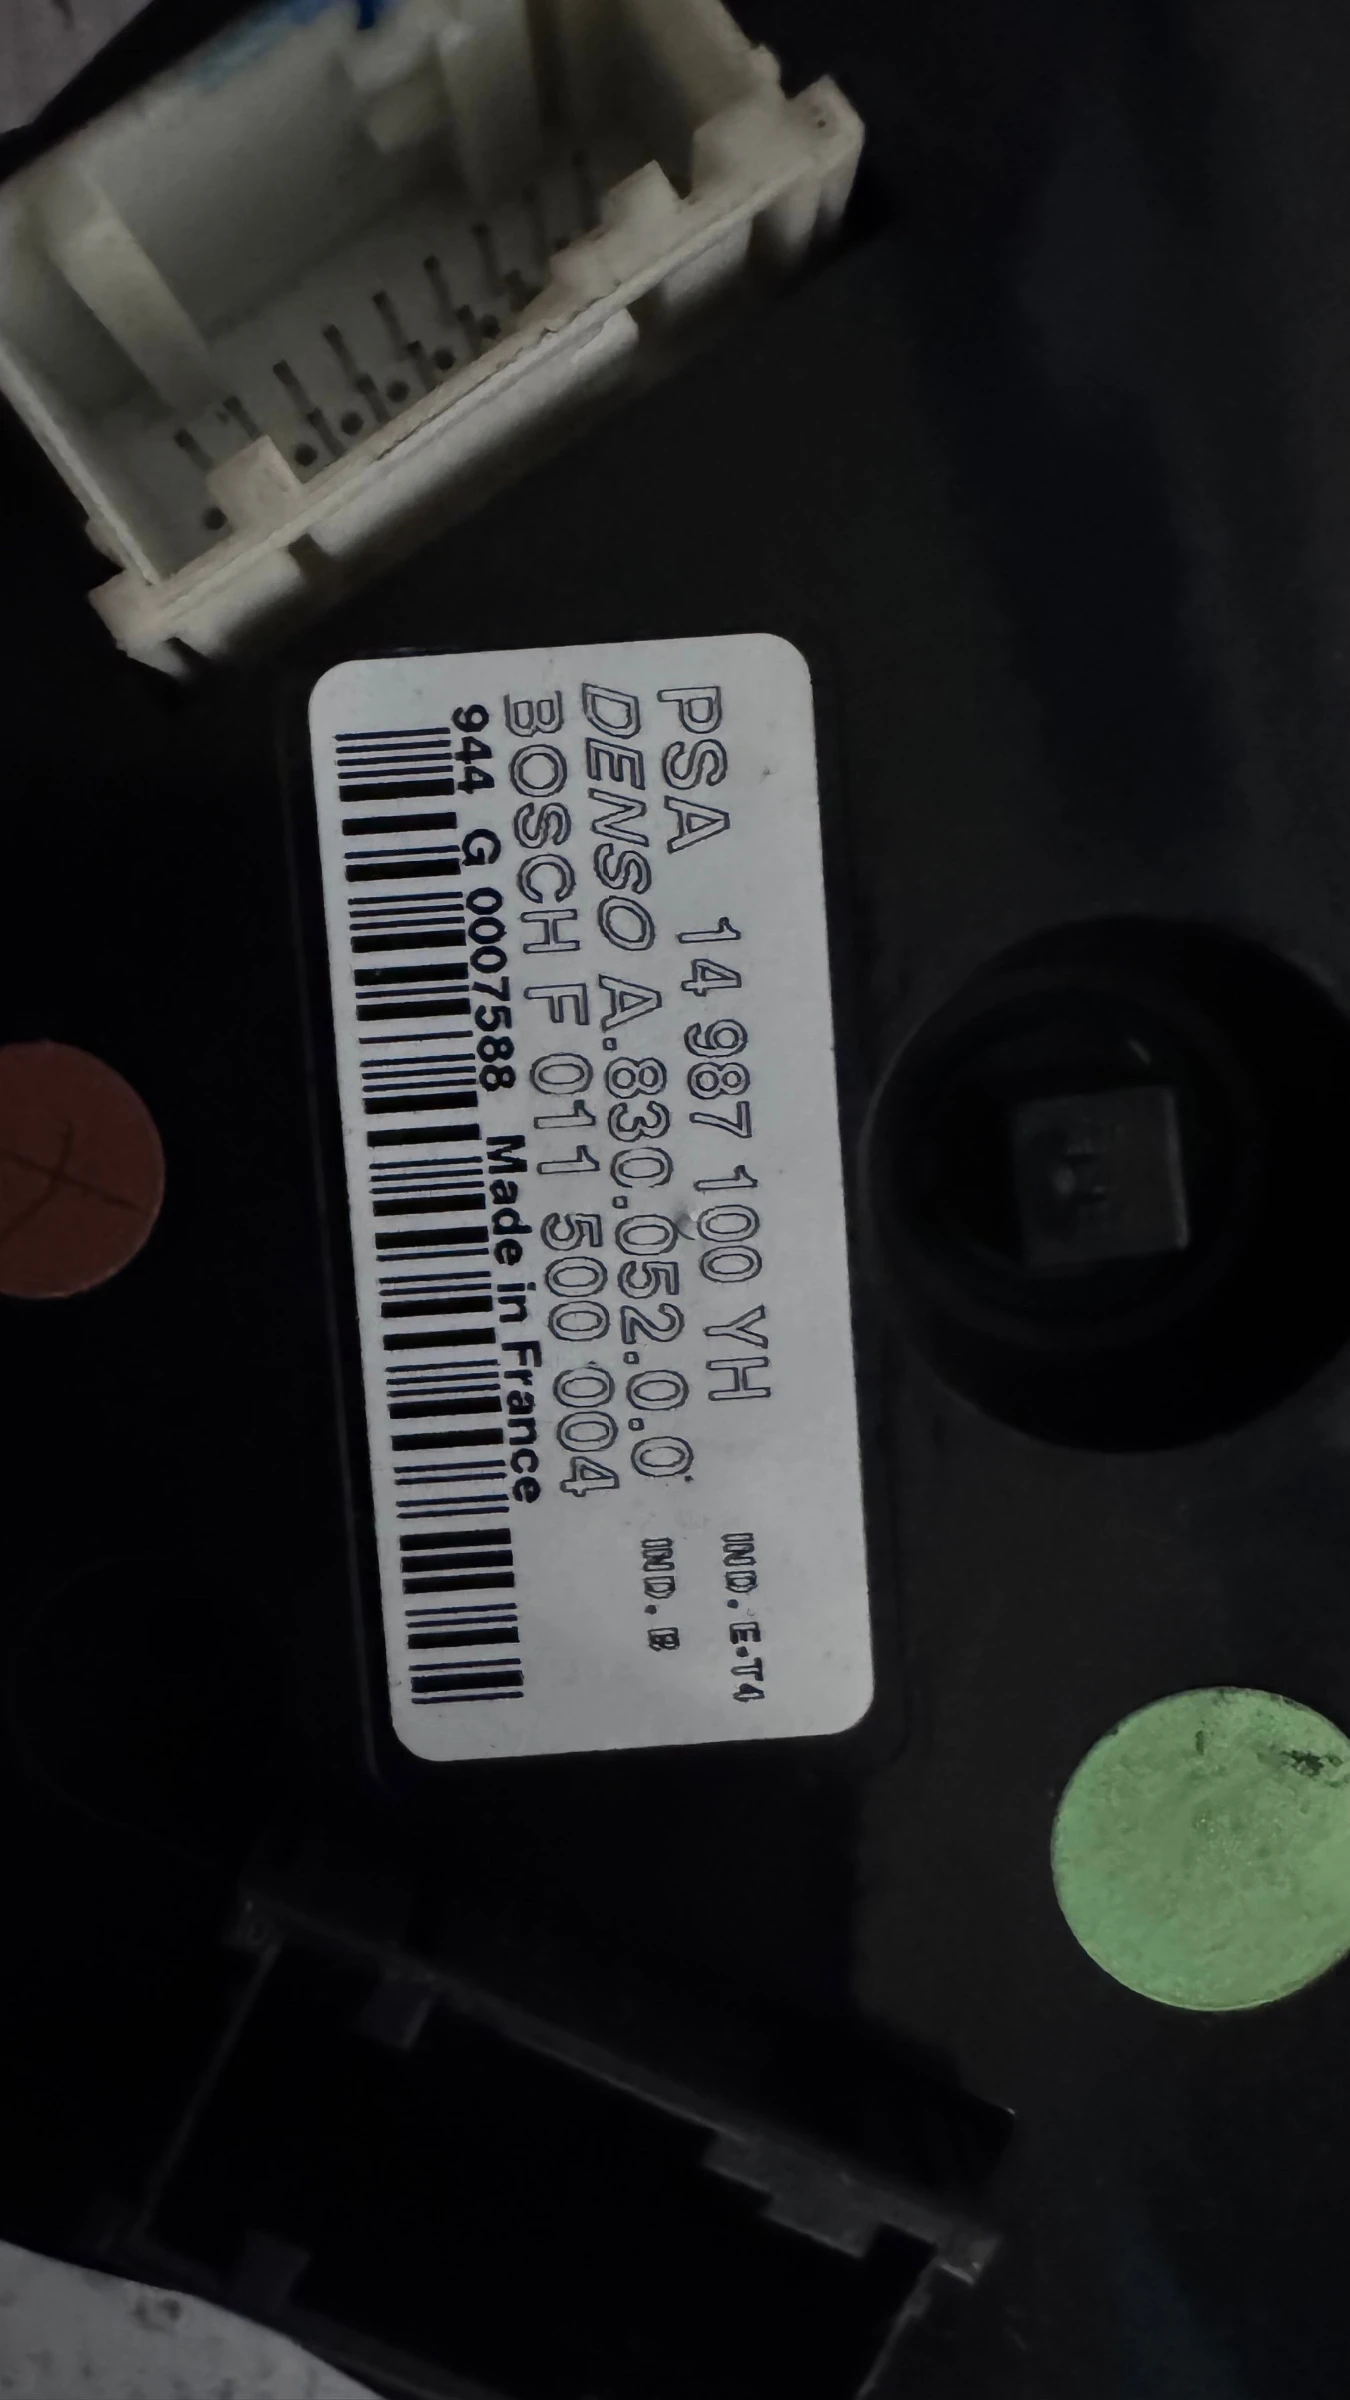 PSA 14 987 100 YH IND.E-T4
DENSO A.830.052.0.0 IND.B
BOSCH F 011 500 004
944 G 0007588 Made in France